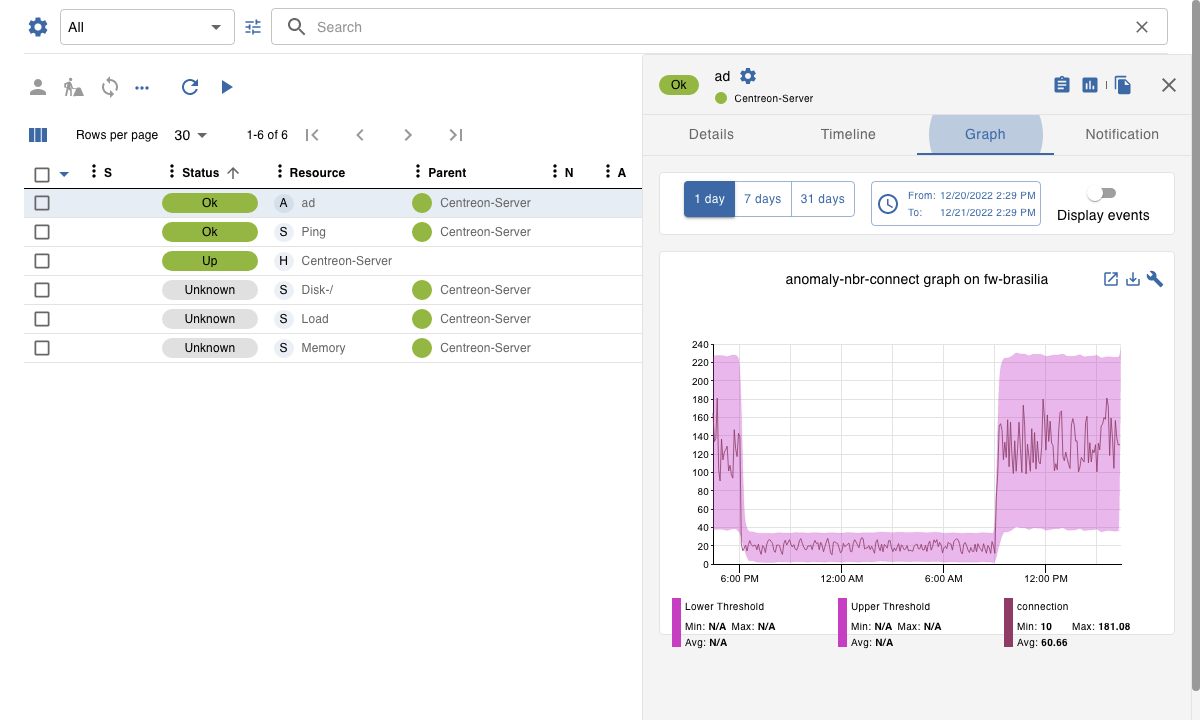 All
Search
Rows per page 30 1-6 of 6
S Status Resource Parent N A
Ok A ad Centreon-Server
Ok S Ping Centreon-Server
Up H Centreon-Server
Unknown S Disk-/ Centreon-Server
Unknown S Load Centreon-Server
Unknown S Memory Centreon-Server
Ok ad
Centreon-Server
Details Timeline Graph Notification
1 day 7 days 31 days
From: 12/20/2022 2:29 PM
To: 12/21/2022 2:29 PM
Display events
anomaly-nbr-connect graph on fw-brasilia
240
220
200
180
160
140
120
100
80
60
40
20
0
6:00 PM 12:00 AM 6:00 AM 12:00 PM
Lower Threshold
Min: N/A Max: N/A
Avg: N/A
Upper Threshold
Min: N/A Max: N/A
Avg: N/A
connection
Min: 10 Max: 181.08
Avg: 60.66